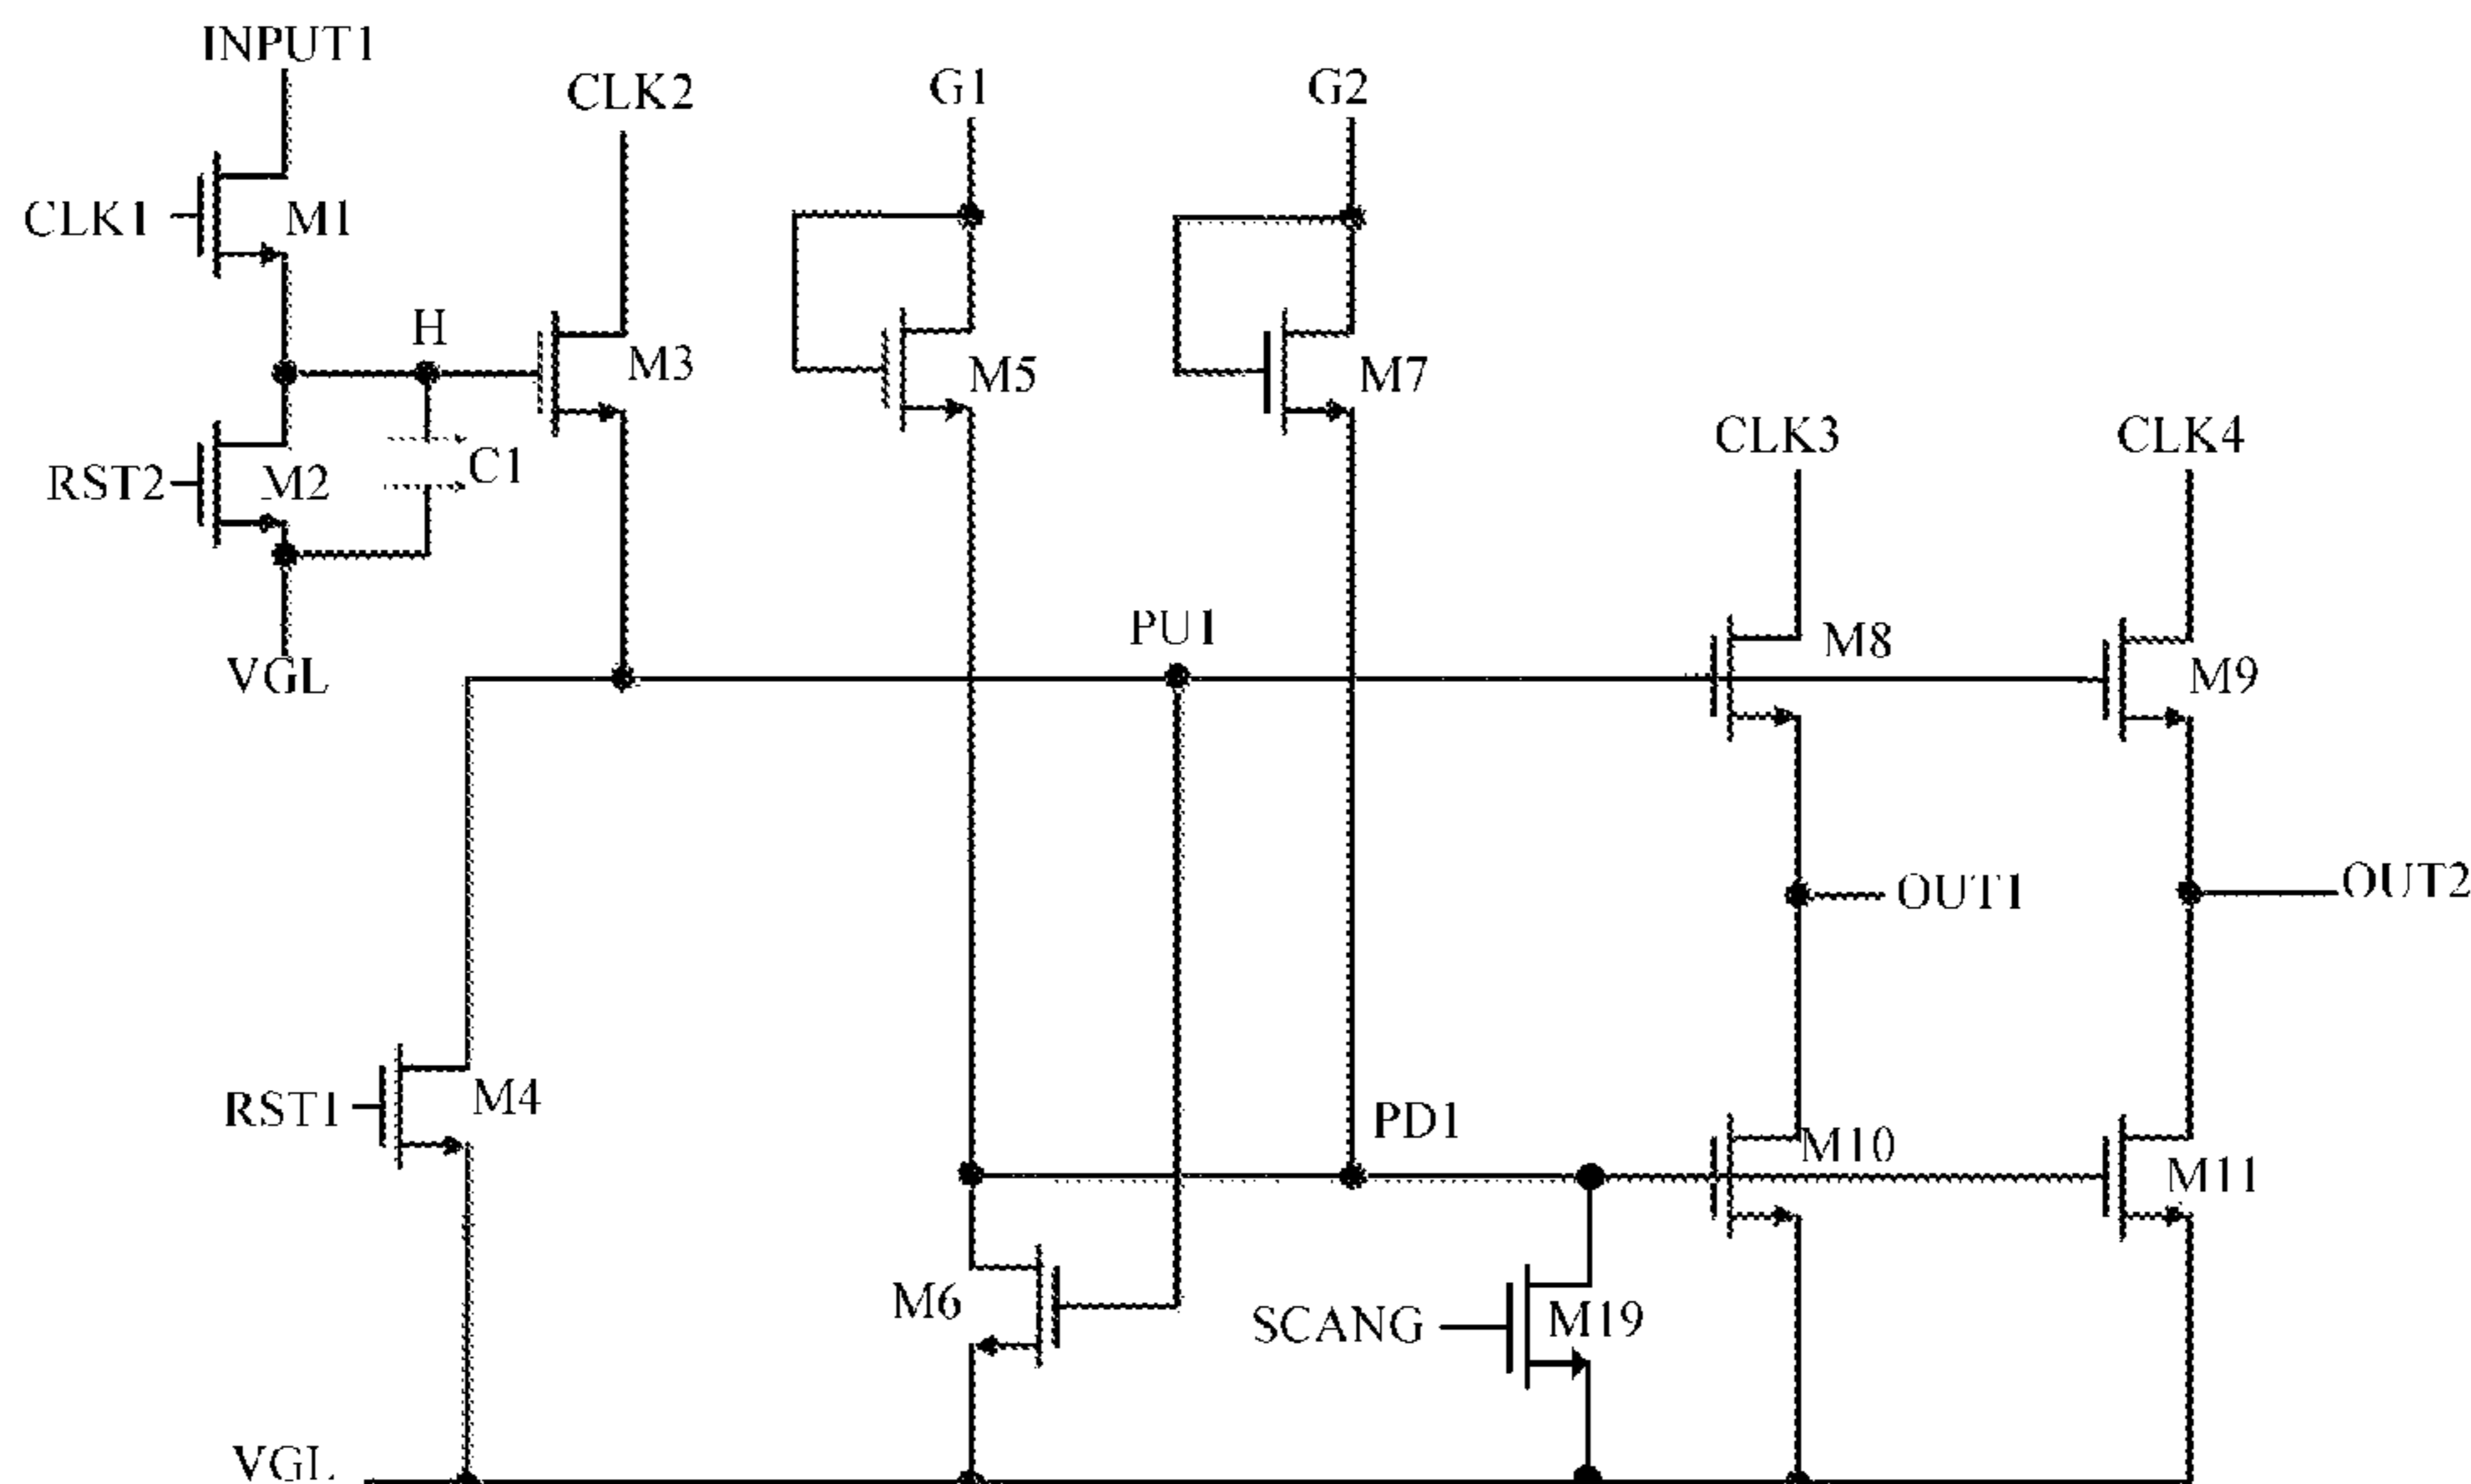 INPUT1
CLK2
G1
G2
CLK1
M1
H
M3
M5
M7
CLK3
CLK4
RST2
M2
C1
PU1
M8
VGL
M9
OUT1
OUT2
RST1
M4
PD1
M10
M11
M6
SCANG
M19
VGL